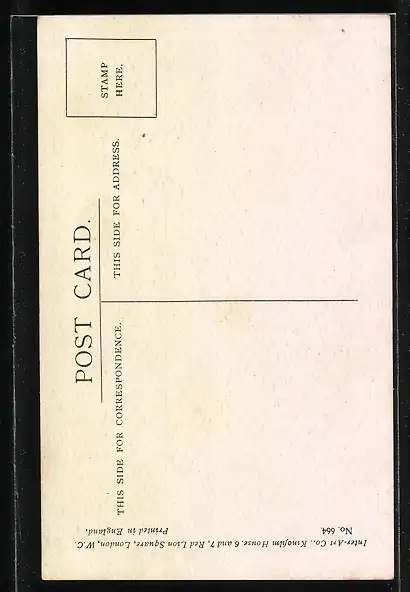 POST CARD.
STAMP
HERE.
THIS SIDE FOR CORRESPONDENCE.
THIS SIDE FOR ADDRESS.
Inter-Art Co., Kinofilm House, 6 and 7, Red Lion Square, London, W.C.
No. 664. Printed in England.